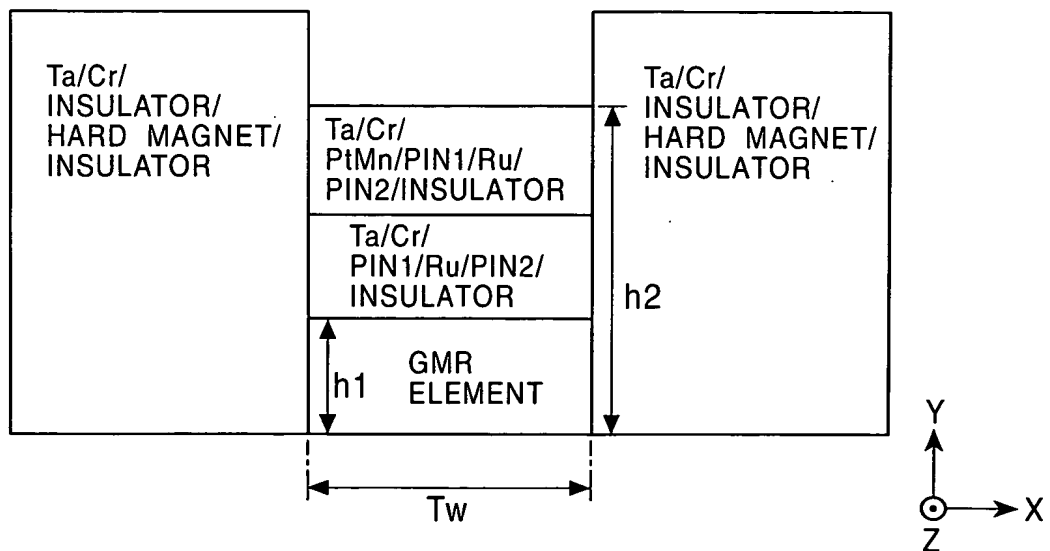 Ta/Cr/
INSULATOR/
HARD MAGNET/
INSULATOR
Ta/Cr/
PtMn/PIN1/Ru/
PIN2/INSULATOR
Ta/Cr/
PIN1/Ru/PIN2/
INSULATOR
h1
GMR
ELEMENT
h2
Ta/Cr/
INSULATOR/
HARD MAGNET/
INSULATOR
Tw
Y
X
Z